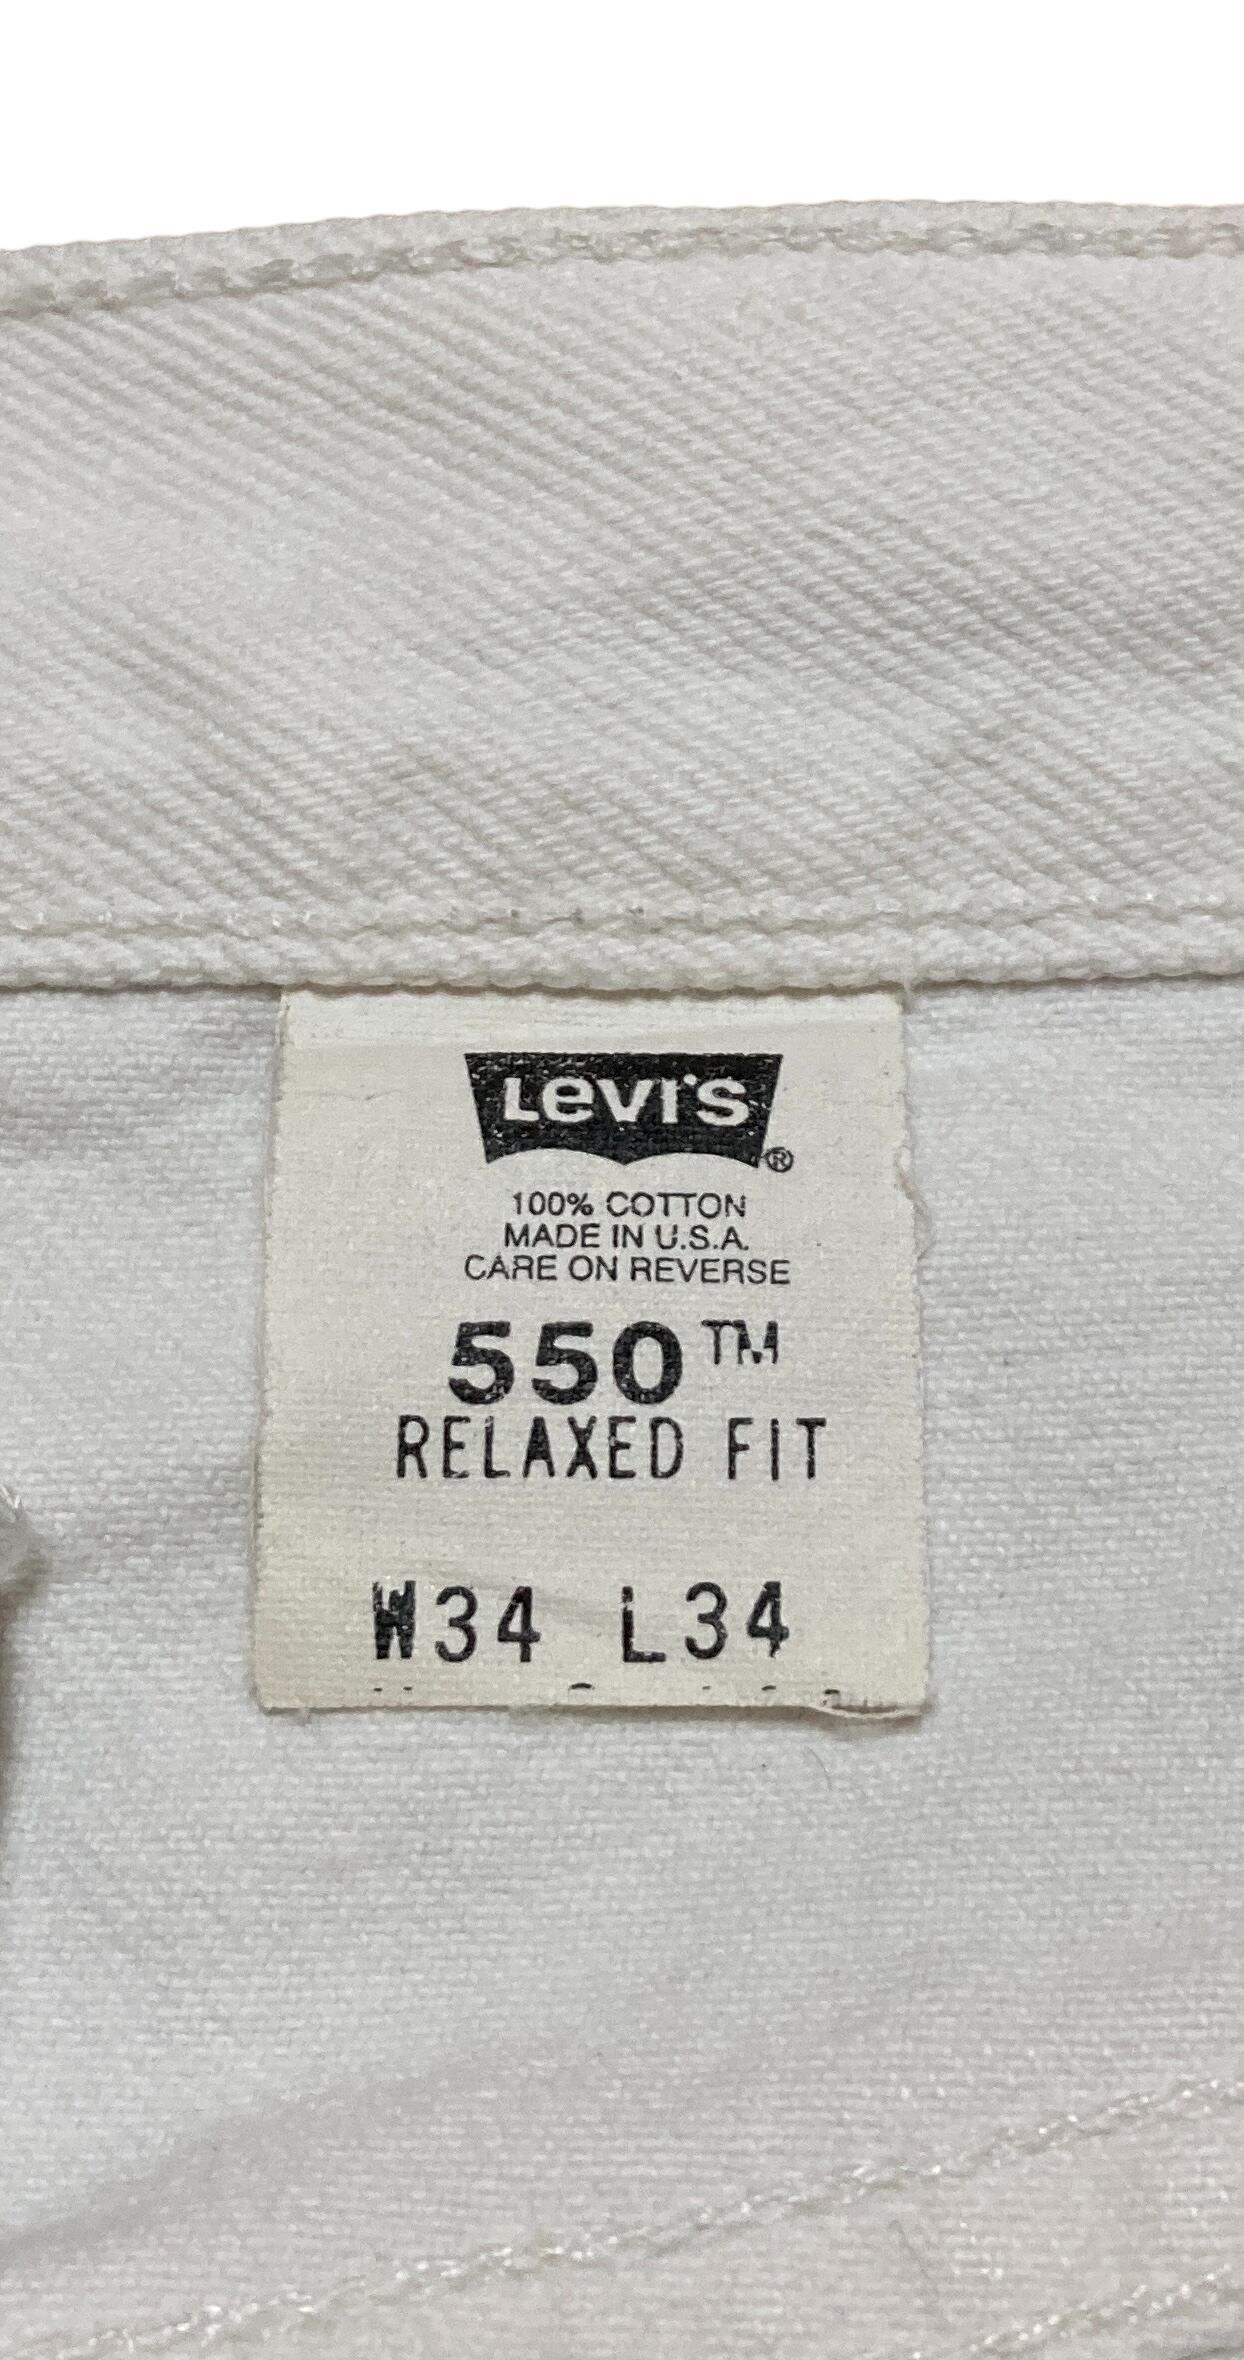 Levi's®
100% COTTON
MADE IN U.S.A.
CARE ON REVERSE
550™
RELAXED FIT
W34 L34